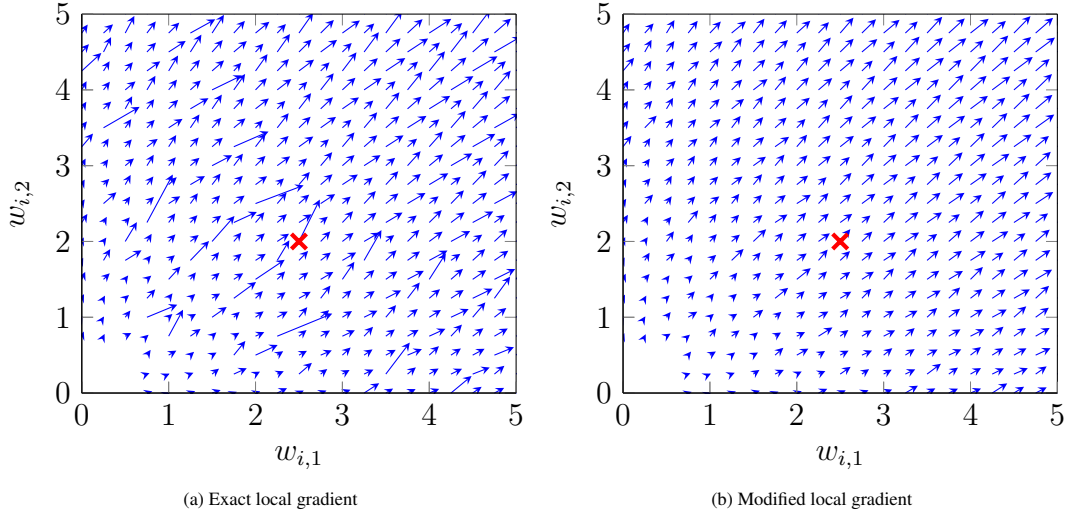 5
4
3
2
1
0
w_{i,2}
0 1 2 3 4 5
w_{i,1}
(a) Exact local gradient
5
4
3
2
1
0
w_{i,2}
0 1 2 3 4 5
w_{i,1}
(b) Modified local gradient